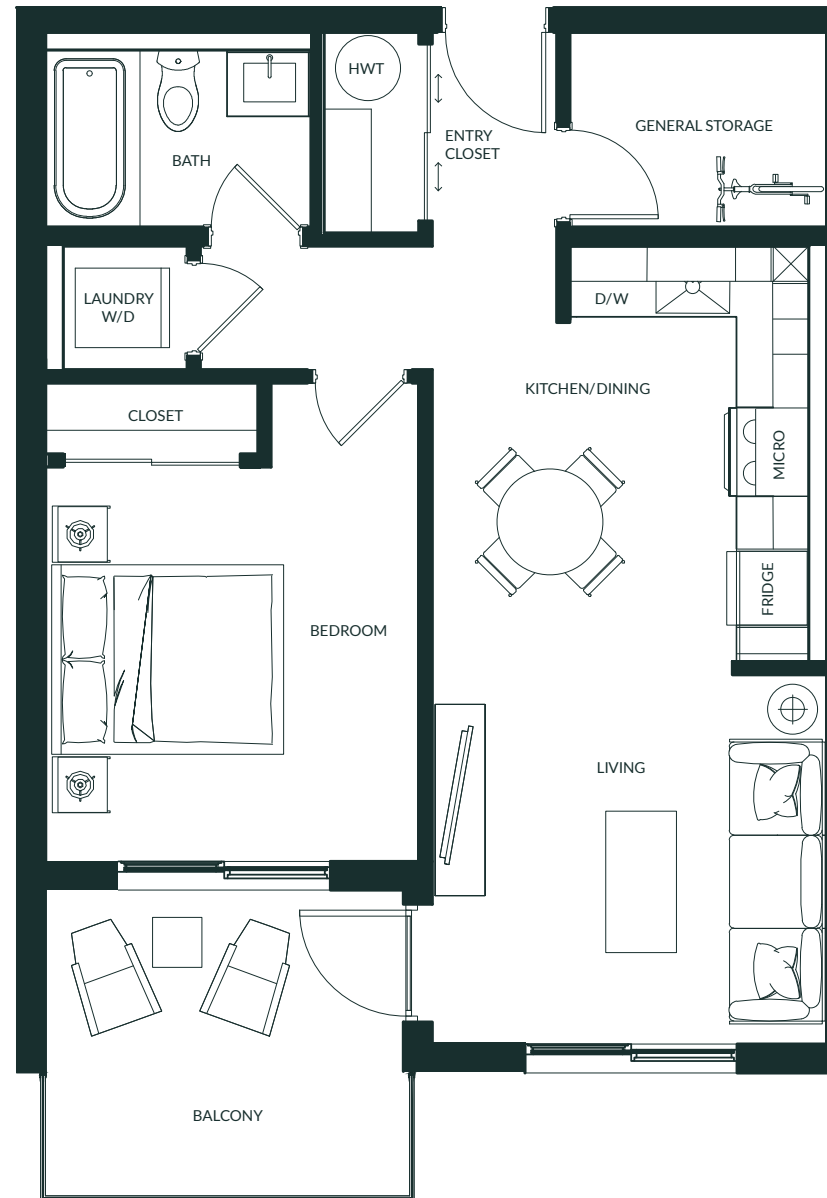 HWT
GENERAL STORAGE
ENTRY
CLOSET
BATH
LAUNDRY
W/D
D/W
KITCHEN/DINING
CLOSET
MICRO
FRIDGE
BEDROOM
LIVING
BALCONY